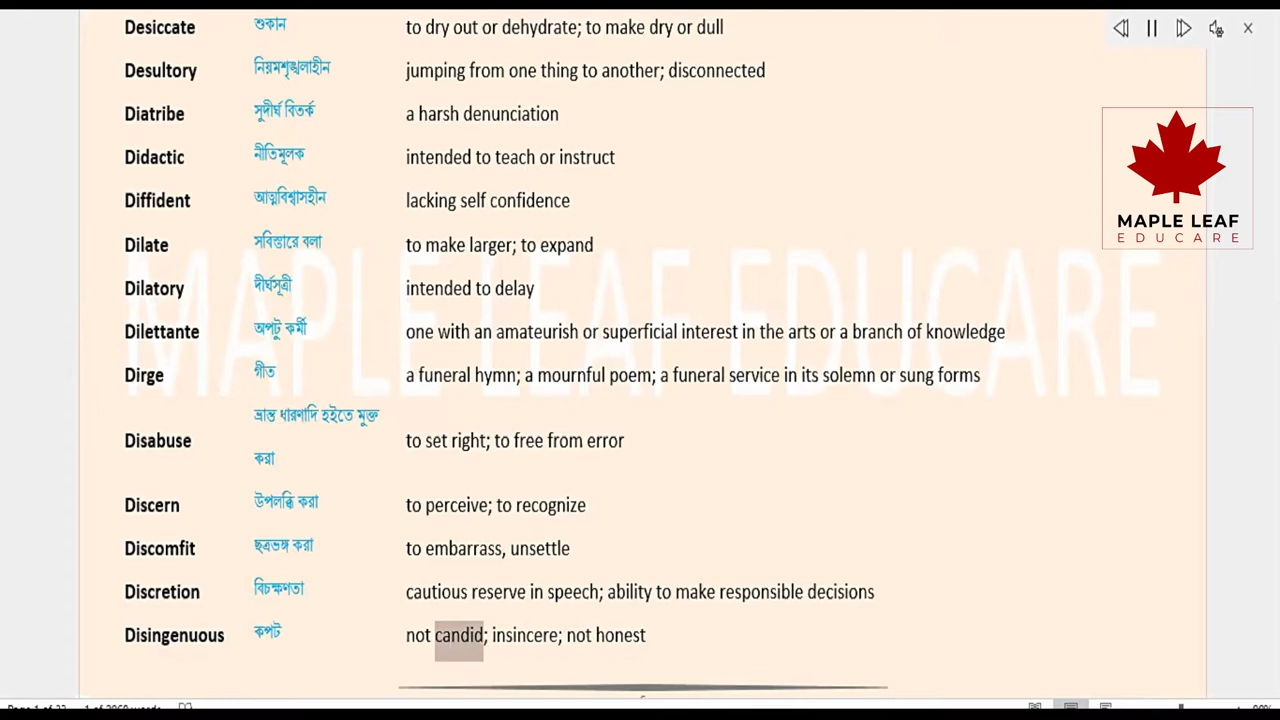 Desiccate শুকান to dry out or dehydrate; to make dry or dull
Desultory নিয়মশৃঙ্খলাহীন jumping from one thing to another; disconnected
Diatribe সুদীর্ঘ বিতর্ক a harsh denunciation
Didactic নীতিমূলক intended to teach or instruct
Diffident আত্মবিশ্বাসহীন lacking self confidence
MAPLE LEAF
EDUCARE
Dilate সবিস্তারে বলা to make larger; to expand
MAPLE LEAF EDUCARE
Dilatory দীর্ঘসূত্রী intended to delay
Dilettante অপটু কর্মী one with an amateurish or superficial interest in the arts or a branch of knowledge
Dirge গীত a funeral hymn; a mournful poem; a funeral service in its solemn or sung forms
ভ্রান্ত ধারণাদি হইতে মুক্ত
Disabuse to set right; to free from error
করা
Discern উপলব্ধি করা to perceive; to recognize
Discomfit ছত্রভঙ্গ করা to embarrass, unsettle
Discretion বিচক্ষণতা cautious reserve in speech; ability to make responsible decisions
Disingenuous কপট not candid; insincere; not honest